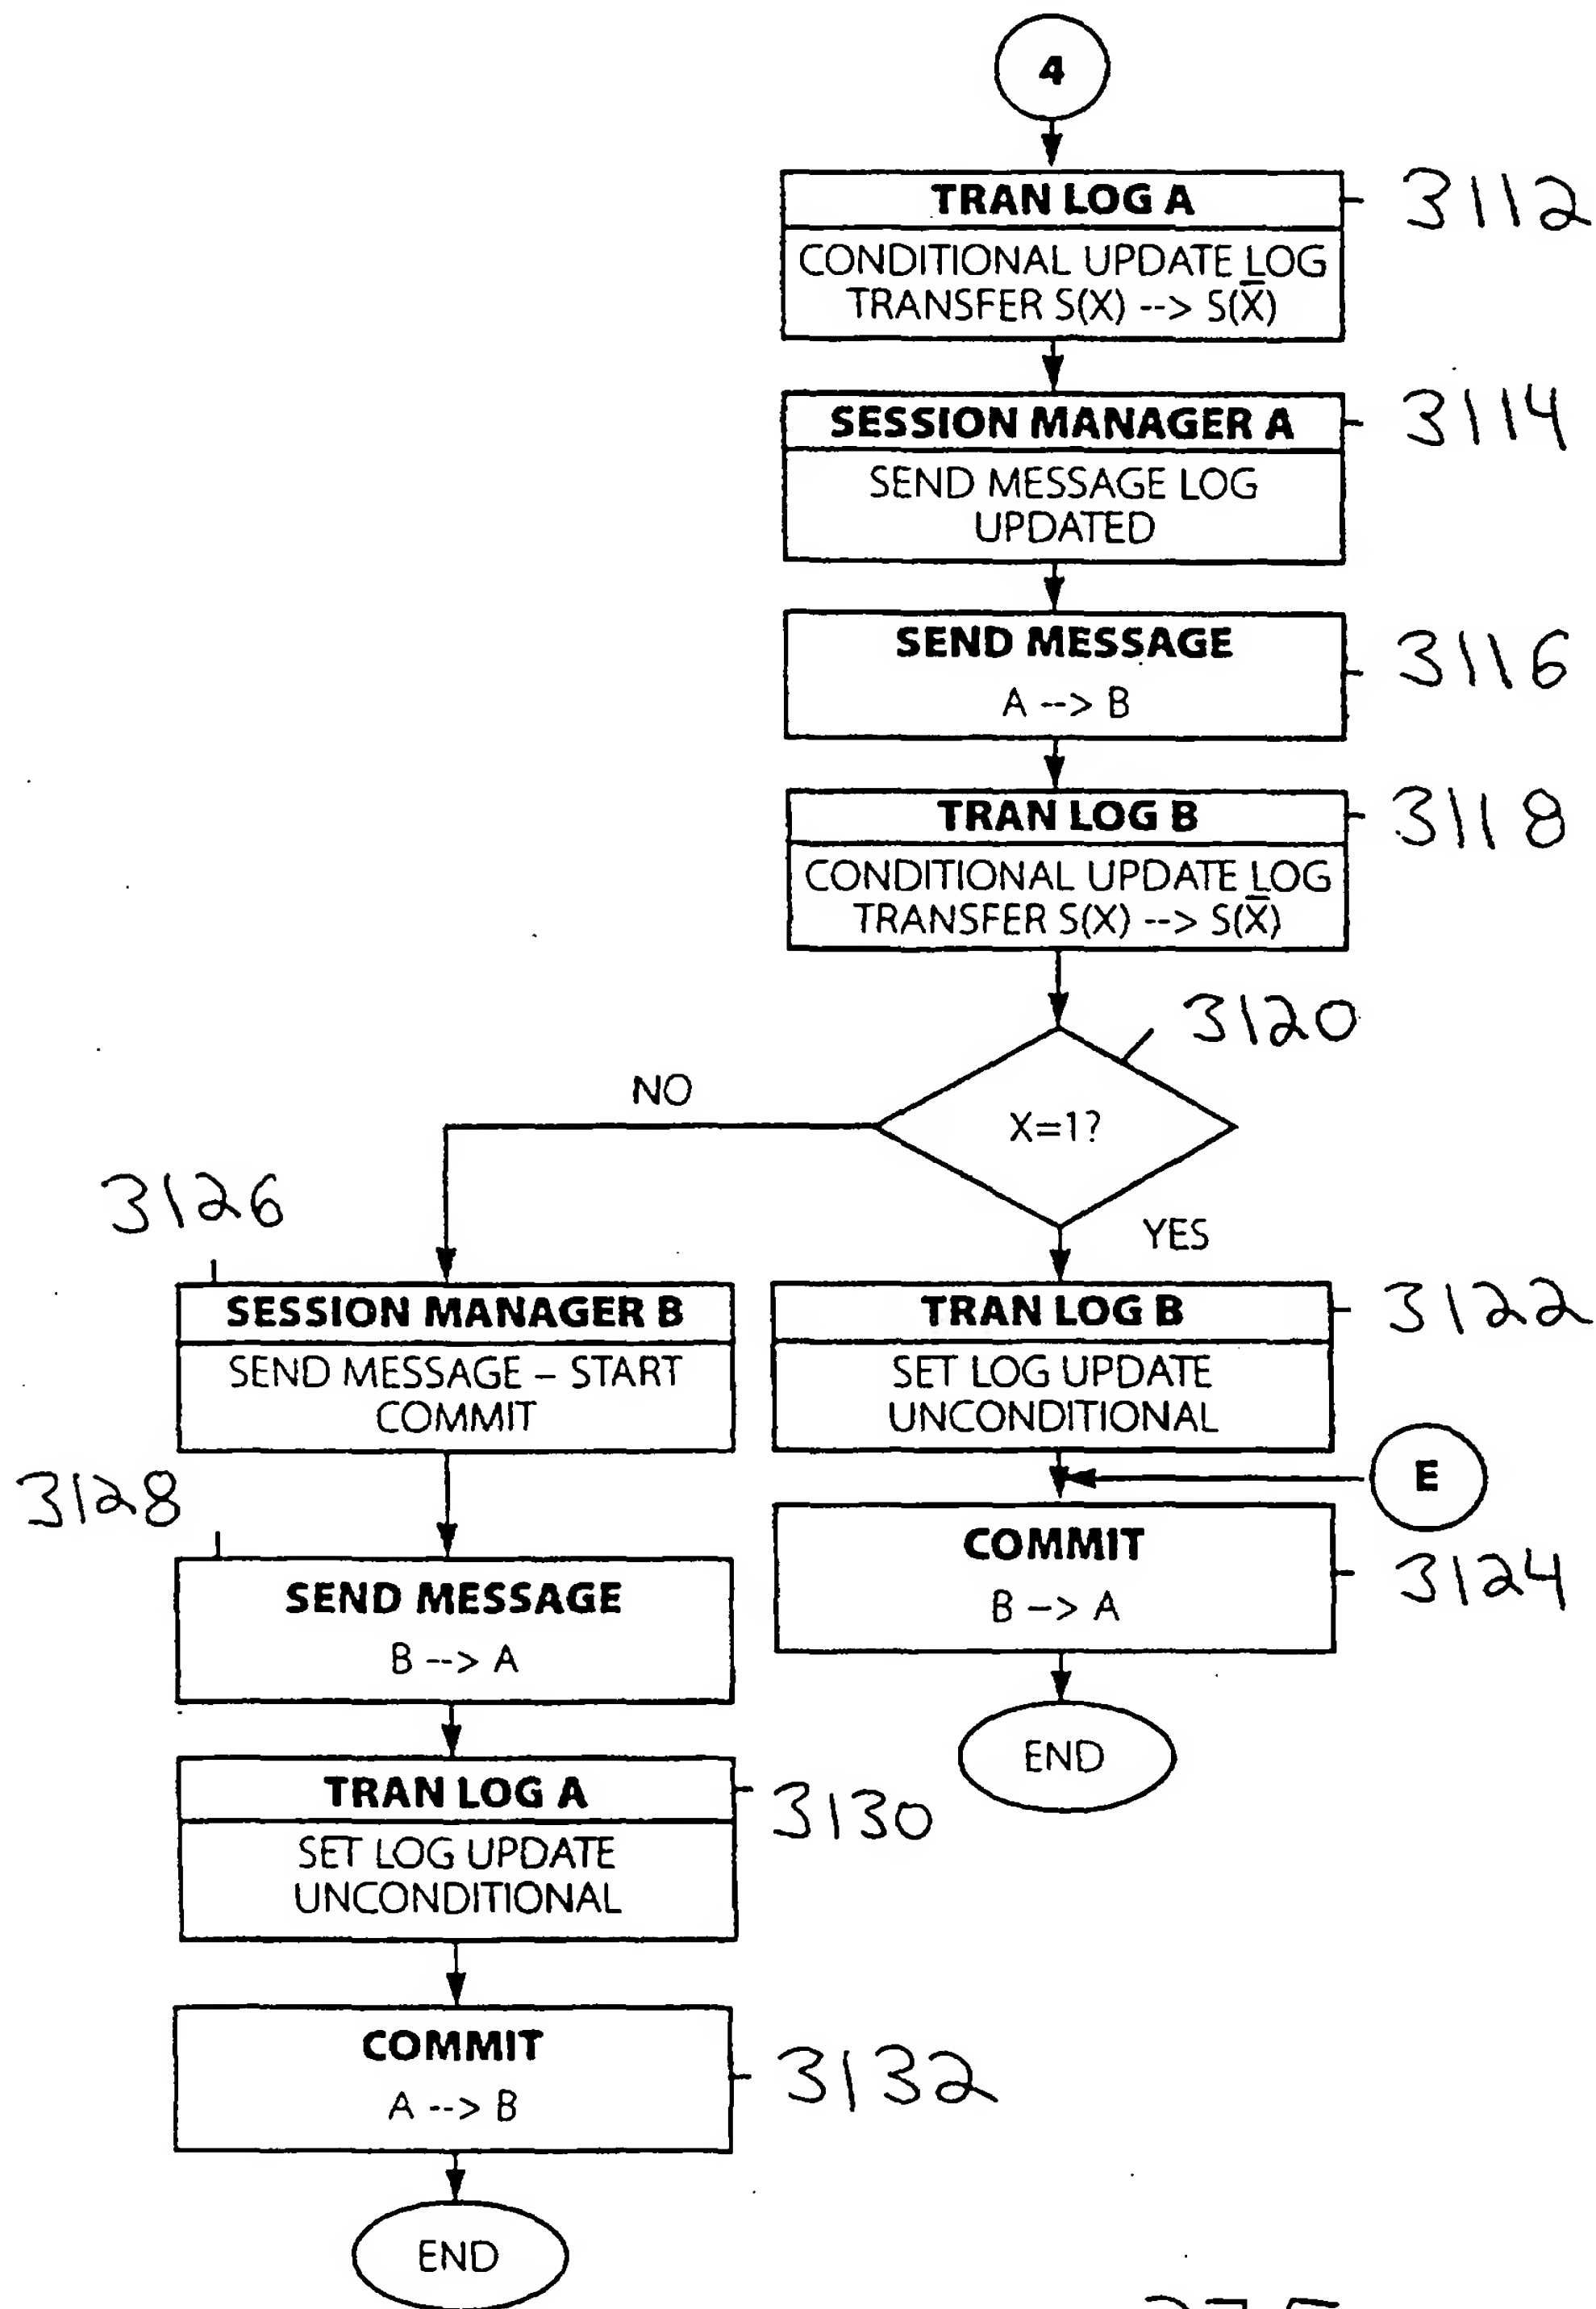 4
TRAN LOG A
3112
CONDITIONAL UPDATE LOG
TRANSFER S(X) --> S(X̅)
SESSION MANAGER A
3114
SEND MESSAGE LOG
UPDATED
SEND MESSAGE
3116
A --> B
TRAN LOG B
3118
CONDITIONAL UPDATE LOG
TRANSFER S(X) --> S(X̅)
3120
X=1?
NO
YES
3126
SESSION MANAGER B
SEND MESSAGE – START
COMMIT
3128
SEND MESSAGE
B --> A
TRAN LOG A
3130
SET LOG UPDATE
UNCONDITIONAL
COMMIT
3132
A --> B
END
TRAN LOG B
3122
SET LOG UPDATE
UNCONDITIONAL
E
COMMIT
3124
B –> A
END